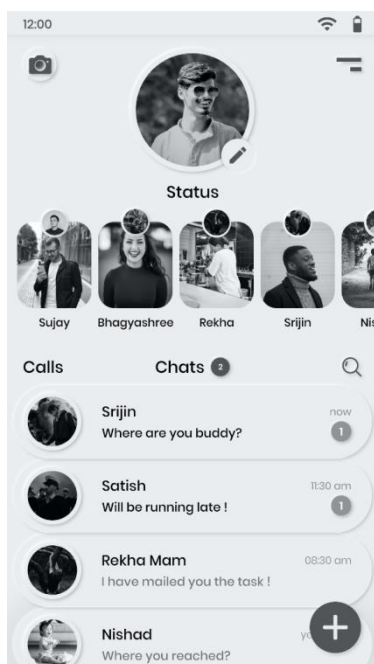 12:00
Status
Sujay Bhagyashree Rekha Srijin
Calls Chats 2
Srijin now
Where are you buddy? 1
Satish 11:30 am
Will be running late ! 1
Rekha Mam 08:30 am
I have mailed you the task !
Nishad
Where you reached?